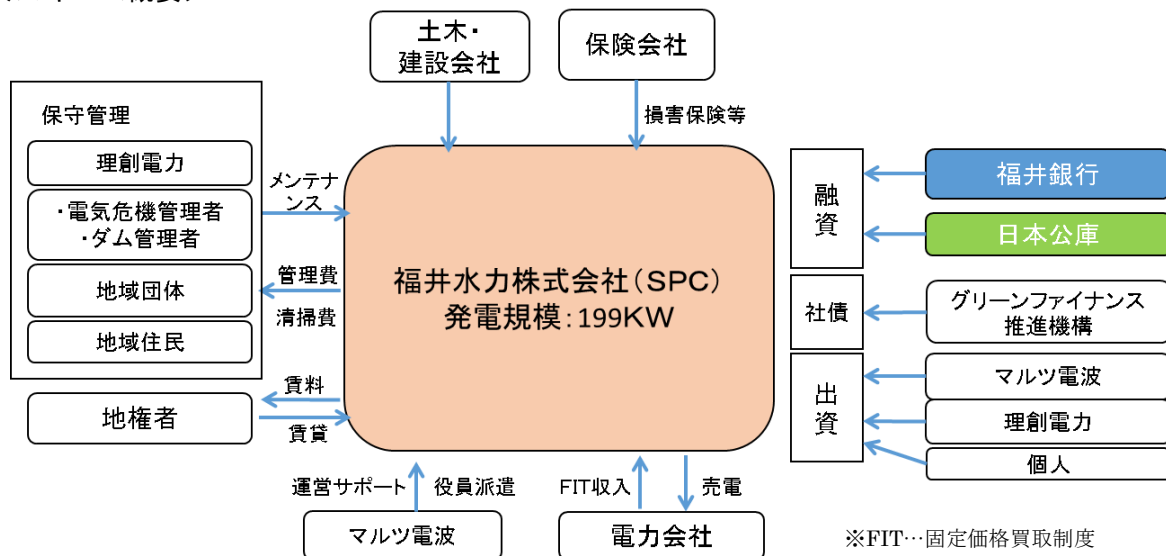 土木・
建設会社
保険会社
損害保険等
保守管理
理創電力
・電気危機管理者
・ダム管理者
地域団体
地域住民
メンテナ
ンス
管理費
清掃費
地権者
賃料
賃貸
福井水力株式会社(SPC)
発電規模:199KW
融
資
福井銀行
日本公庫
社債
グリーンファイナンス
推進機構
出
資
マルツ電波
理創電力
個人
運営サポート
役員派遣
マルツ電波
FIT収入
売電
電力会社
※FIT…固定価格買取制度